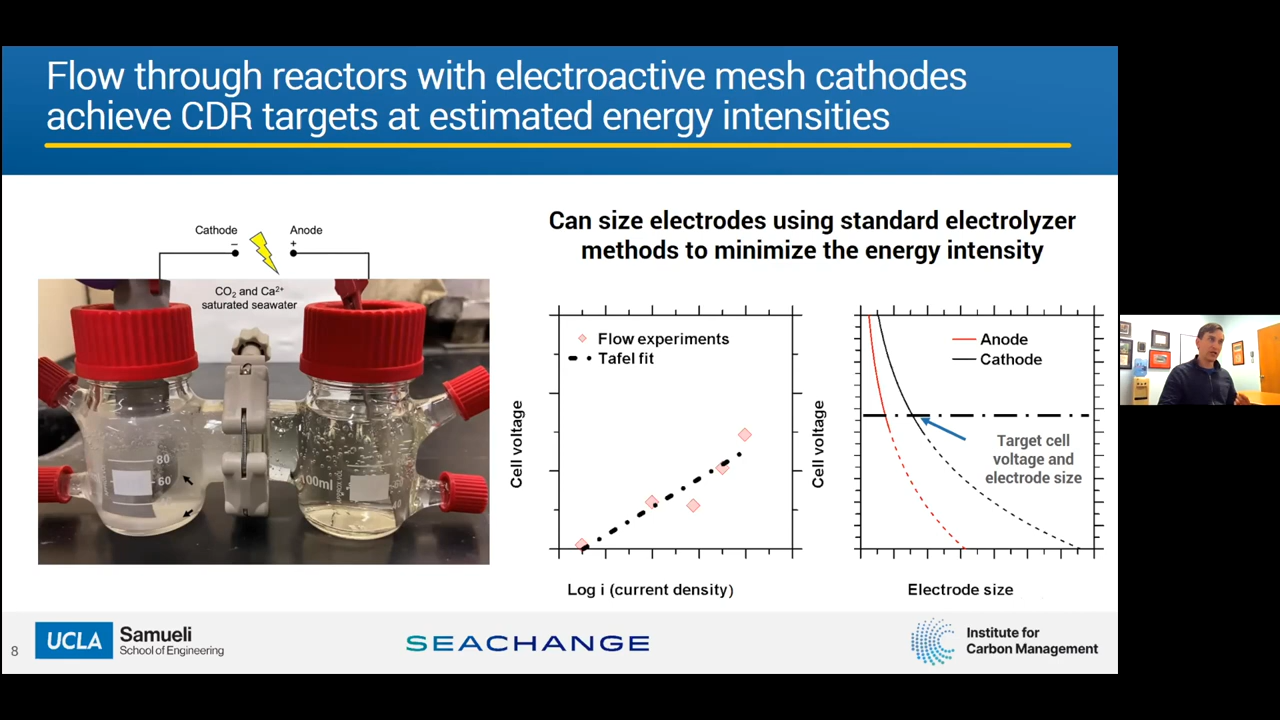 Flow through reactors with electroactive mesh cathodes
achieve CDR targets at estimated energy intensities
Cathode
Anode
–
+
CO₂ and Ca²⁺
saturated seawater
80
60
100ml
Can size electrodes using standard electrolyzer
methods to minimize the energy intensity
Flow experiments
Tafel fit
Cell voltage
Log i (current density)
Anode
Cathode
Cell voltage
Target cell
voltage and
electrode size
Electrode size
8
UCLA
Samueli
School of Engineering
SEACHANGE
Institute for
Carbon Management